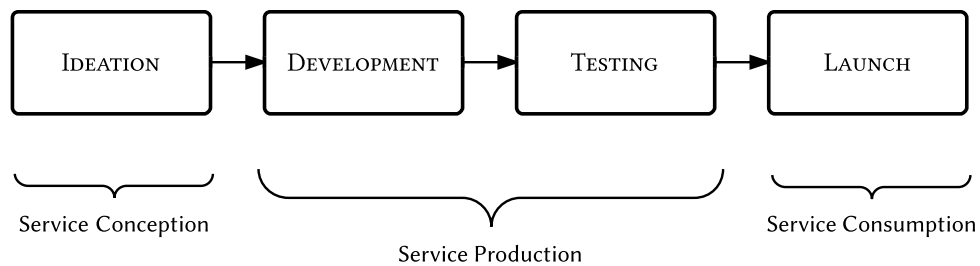 Ideation
Development
Testing
Launch
Service Conception
Service Production
Service Consumption